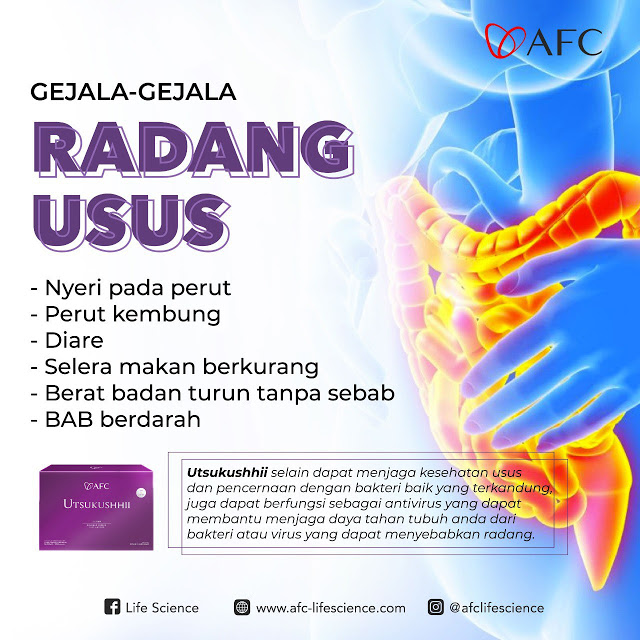 AFC
GEJALA-GEJALA
RADANG
USUS
- Nyeri pada perut
- Perut kembung
- Diare
- Selera makan berkurang
- Berat badan turun tanpa sebab
- BAB berdarah
AFC
UTSUKUSHHII
Utsukushhii selain dapat menjaga kesehatan usus
dan pencernaan dengan bakteri baik yang terkandung,
juga dapat berfungsi sebagai antivirus yang dapat
membantu menjaga daya tahan tubuh anda dari
bakteri atau virus yang dapat menyebabkan radang.
Life Science www.afc-lifescience.com @afclifescience